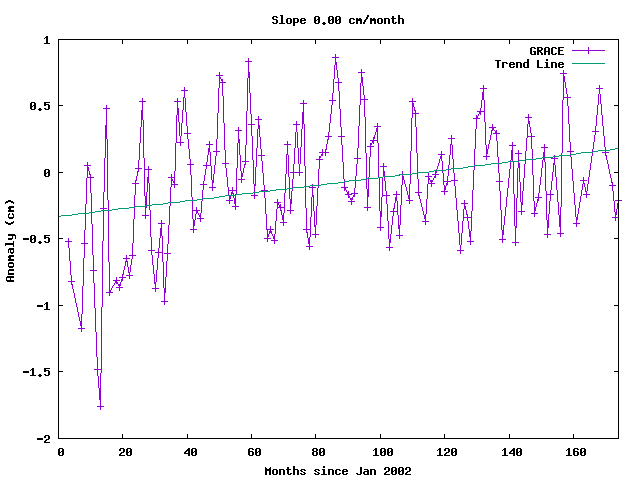 Slope 0.00 cm/month
GRACE
Trend Line
1
0.5
0
-0.5
-1
-1.5
-2
Anomaly (cm)
0 20 40 60 80 100 120 140 160
Months since Jan 2002